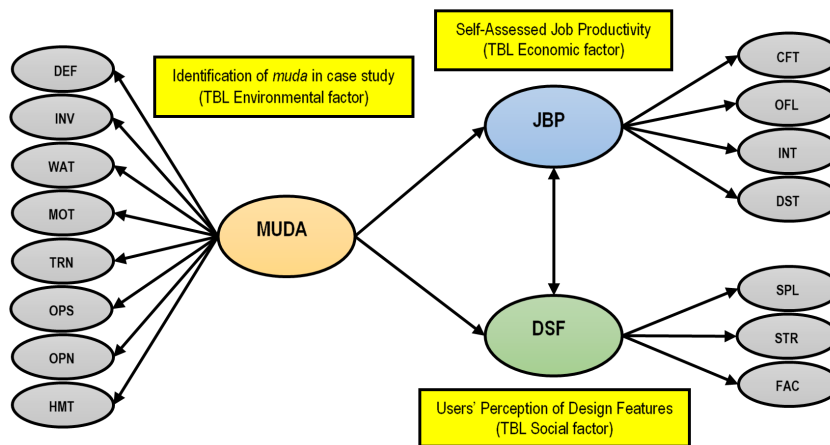 Self-Assessed Job Productivity
(TBL Economic factor)
Identification of muda in case study
(TBL Environmental factor)
DEF
INV
WAT
MOT
TRN
OPS
OPN
HMT
MUDA
JBP
DSF
CFT
OFL
INT
DST
SPL
STR
FAC
Users’ Perception of Design Features
(TBL Social factor)